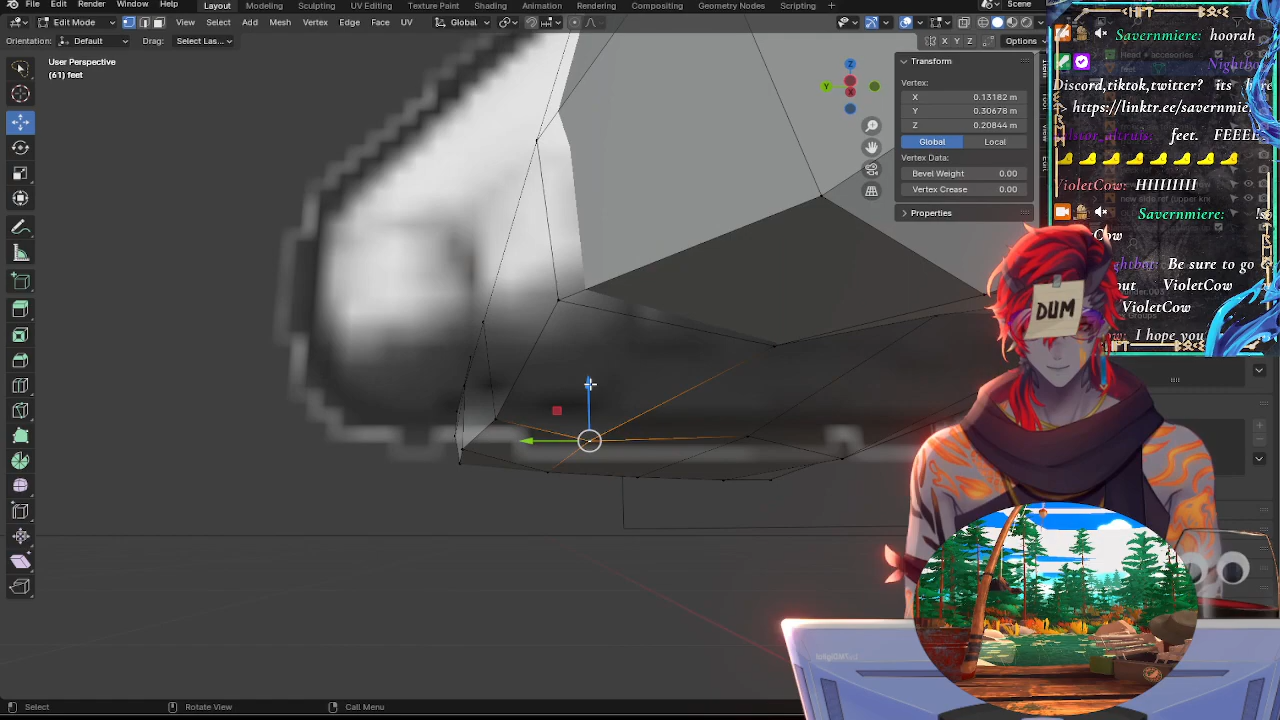 File Edit Render Window Help Layout Modeling Sculpting UV Editing Texture Paint Shading Animation Rendering Compositing Geometry Nodes Scripting + Scene
Edit Mode View Select Add Mesh Vertex Edge Face UV Global
Orientation: Default Drag: Select Las... X Y Z Options
User Perspective
(61) feet
Transform
Vertex:
X 0.13182 m
Y 0.30678 m
Z 0.20844 m
Global Local
Vertex Data:
Bevel Weight 0.00
Vertex Crease 0.00
Properties
Z
Y
X
Savernmiere: hoorah
Discord,tiktok,twitter? its
> https://linktr.ee/savernmie
feet.
VioletCow: HIIIIIII
Savernmiere:
Cow
Be sure to go
VioletCow
VioletCow
I hope you
DUM
Select Rotate View Call Menu